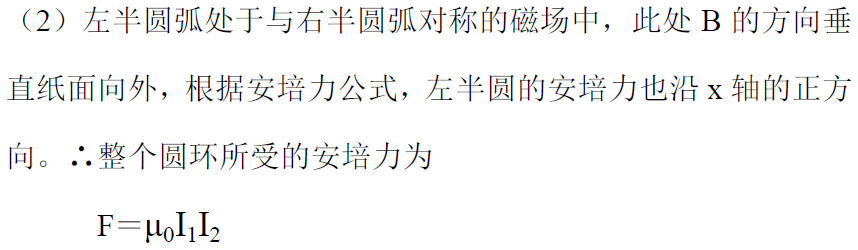 （2）左半圆弧处于与右半圆弧对称的磁场中，此处 B 的方向垂
直纸面向外，根据安培力公式，左半圆的安培力也沿 x 轴的正方
向。∴整个圆环所受的安培力为
F＝μ₀I₁I₂